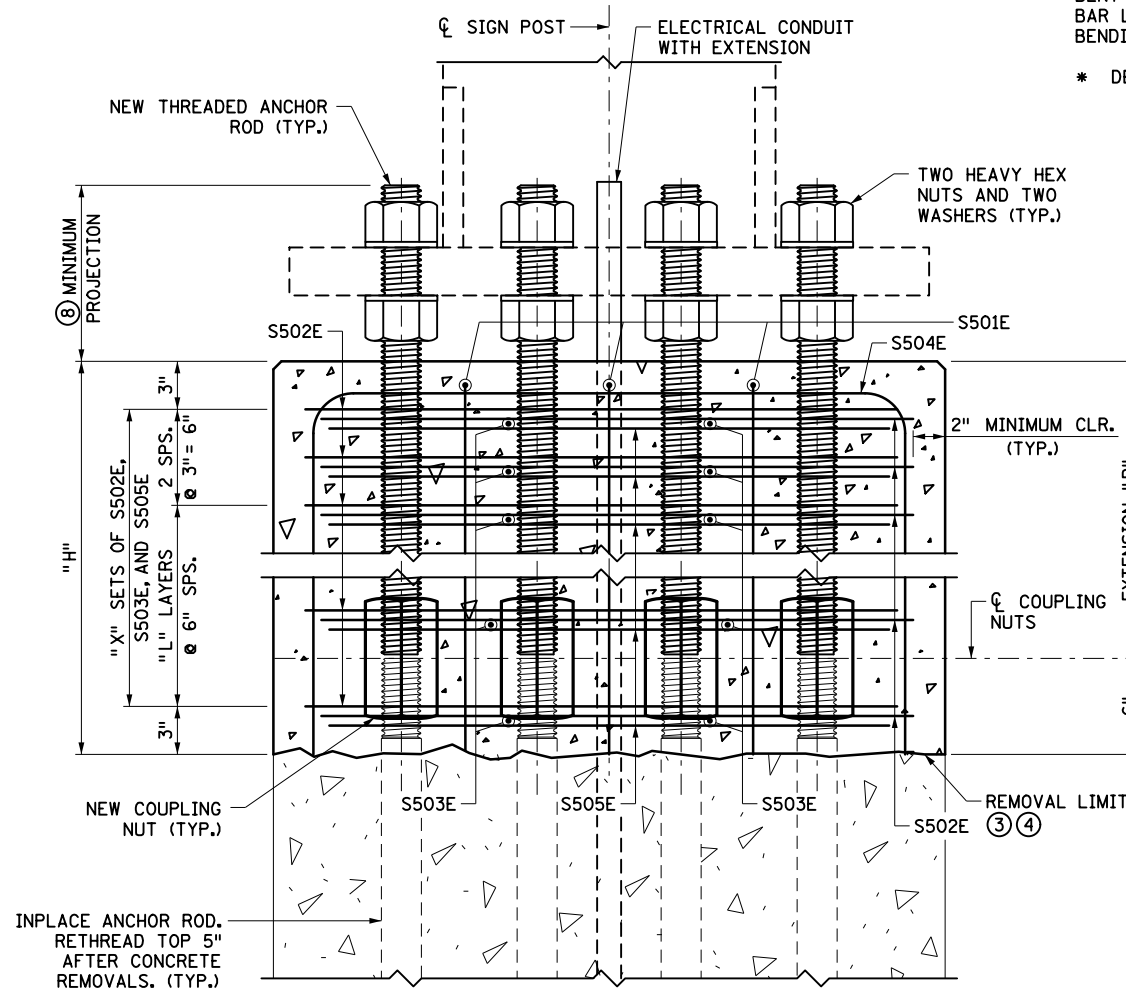 BAR L
BENDI
* DE
℄ SIGN POST
ELECTRICAL CONDUIT
WITH EXTENSION
NEW THREADED ANCHOR
ROD (TYP.)
TWO HEAVY HEX
NUTS AND TWO
WASHERS (TYP.)
⑧ MINIMUM
PROJECTION
S502E
S501E
S504E
3"
2 SPS.
@ 3" = 6"
2" MINIMUM CLR.
(TYP.)
"H"
"X" SETS OF S502E,
S503E, AND S505E
"L" LAYERS
@ 6" SPS.
℄ COUPLING
NUTS
3"
NEW COUPLING
NUT (TYP.)
S503E
S505E
S503E
S502E
REMOVAL LIMIT
③ ④
INPLACE ANCHOR ROD.
RETHREAD TOP 5"
AFTER CONCRETE
REMOVALS. (TYP.)